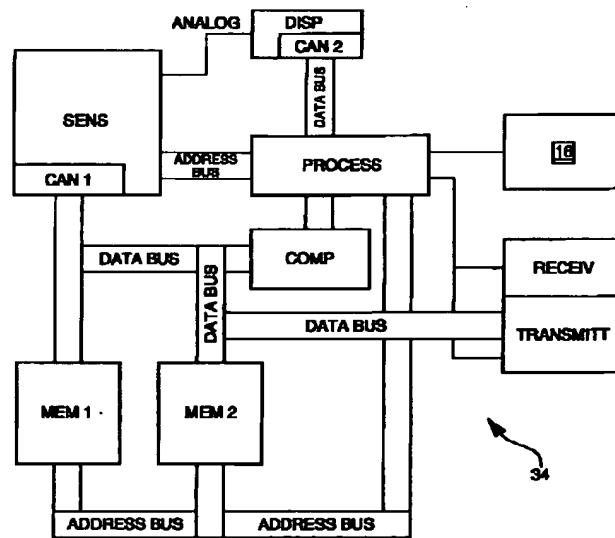 ANALOG
DISP
CAN 2
DATA BUS
SENS
CAN 1
ADDRESS
BUS
PROCESS
16
DATA BUS
DATA BUS
COMP
RECEIV
DATA BUS
TRANSMITT
MEM 1
MEM 2
34
ADDRESS BUS
ADDRESS BUS